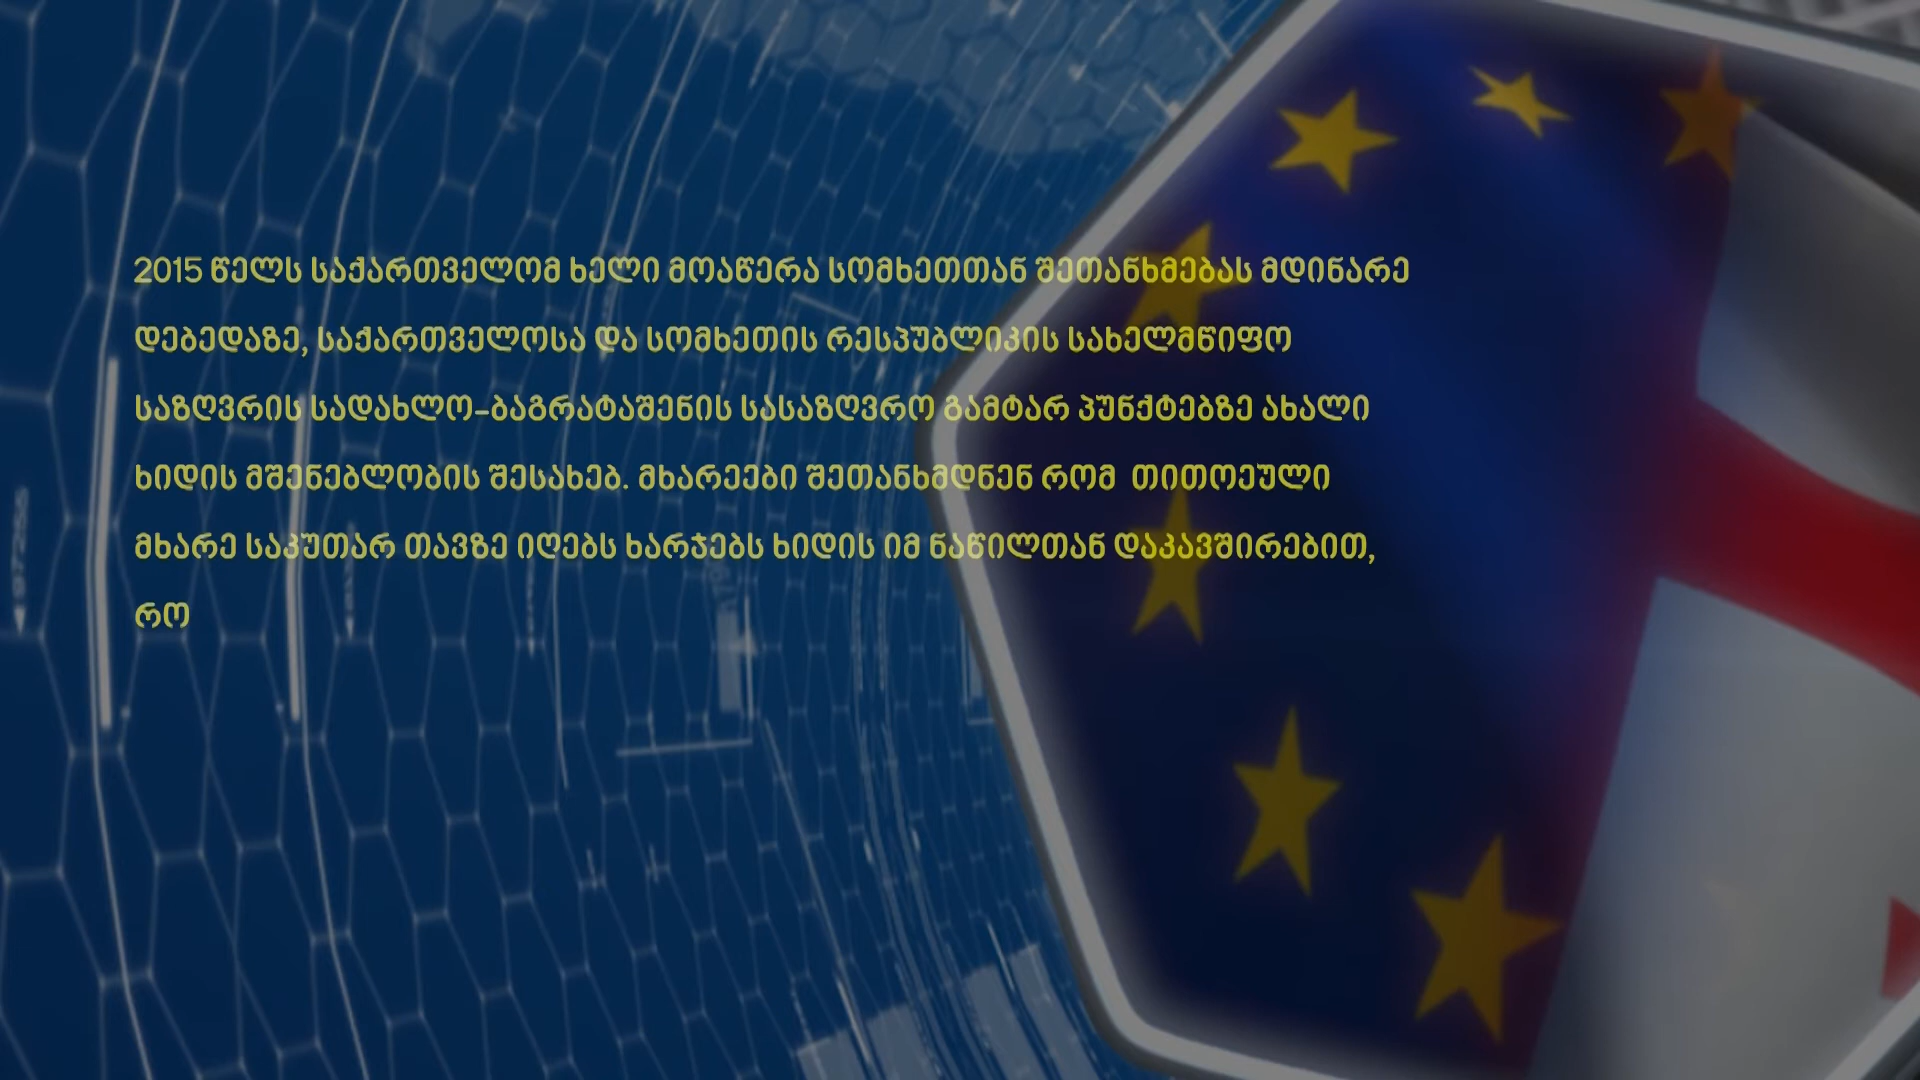 2015 წელს საქართველომ ხელი მოაწერა სომხეთთან შეთანხმებას მდინარე
დებედაზე, საქართველოსა და სომხეთის რესპუბლიკის სახელმწიფო
საზღვრის სადახლო-ბაგრატაშენის სასაზღვრო გამტარ პუნქტებზე ახალი
ხიდის მშენებლობის შესახებ. მხარეები შეთანხმდნენ რომ  თითოეული
მხარე საკუთარ თავზე იღებს ხარჯებს ხიდის იმ ნაწილთან დაკავშირებით,
რო